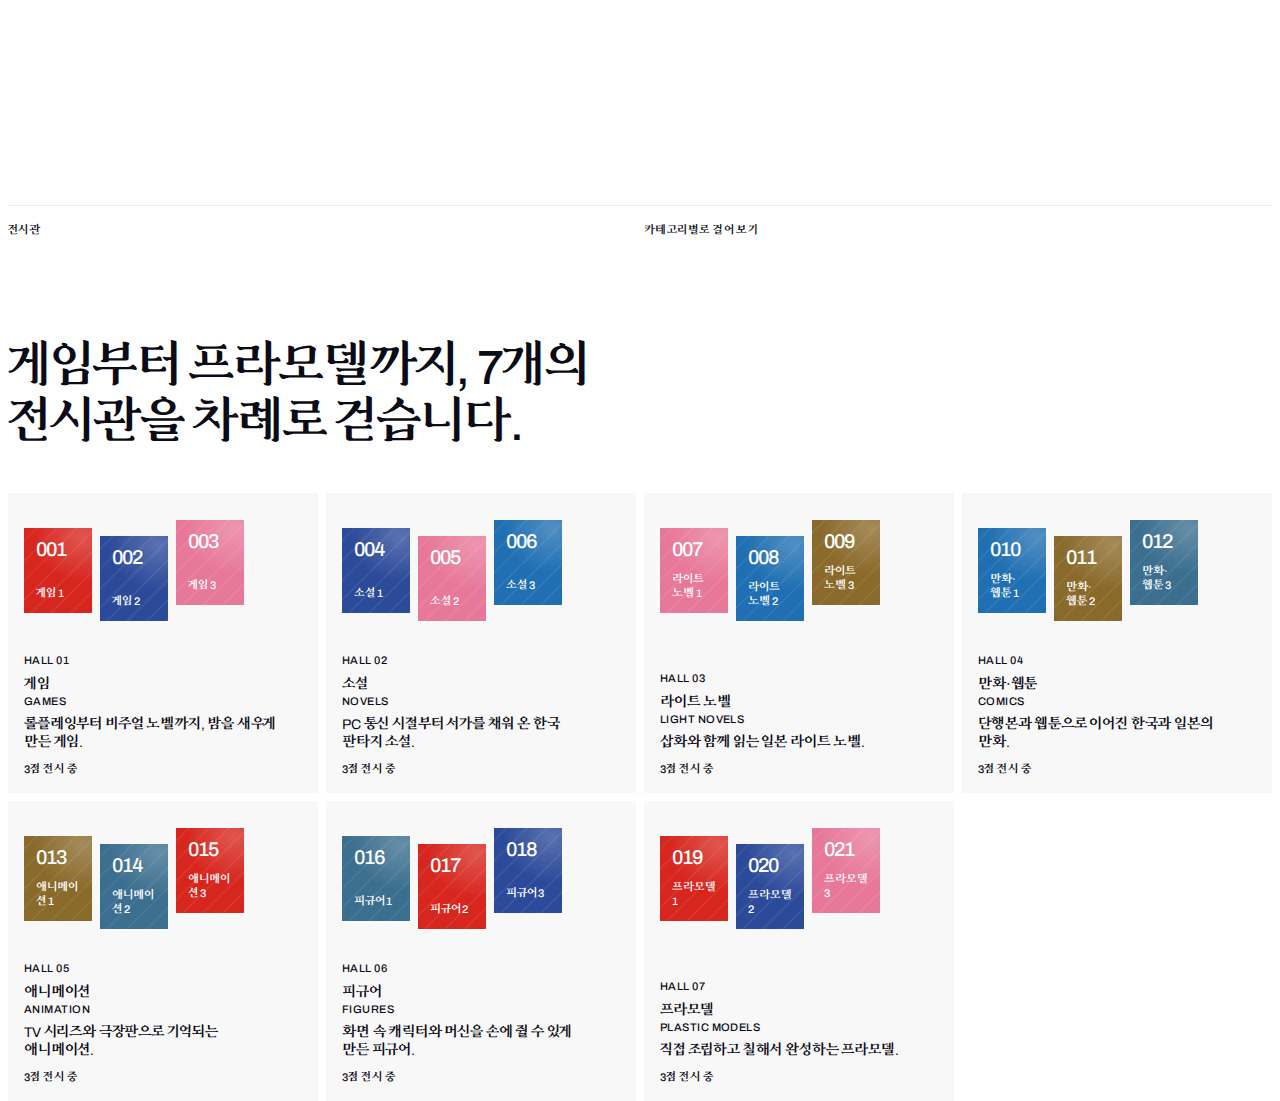 전시관
카테고리별로 걸어보기
게임부터 프라모델까지, 7개의
전시관을 차례로 걷습니다.
001
게임 1
002
게임 2
003
게임 3
HALL 01
게임
GAMES
롤플레잉부터 비주얼 노벨까지, 밤을 새우게
만든 게임.
3점 전시 중
004
소설 1
005
소설 2
006
소설 3
HALL 02
소설
NOVELS
PC 통신 시절부터 서가를 채워 온 한국
판타지 소설.
3점 전시 중
007
라이트
노벨 1
008
라이트
노벨 2
009
라이트
노벨 3
HALL 03
라이트 노벨
LIGHT NOVELS
삽화와 함께 읽는 일본 라이트 노벨.
3점 전시 중
010
만화·
웹툰 1
011
만화·
웹툰 2
012
만화·
웹툰 3
HALL 04
만화·웹툰
COMICS
단행본과 웹툰으로 이어진 한국과 일본의
만화.
3점 전시 중
013
애니메이
션 1
014
애니메이
션 2
015
애니메이
션 3
HALL 05
애니메이션
ANIMATION
TV 시리즈와 극장판으로 기억되는
애니메이션.
3점 전시 중
016
피규어 1
017
피규어 2
018
피규어 3
HALL 06
피규어
FIGURES
화면 속 캐릭터와 머신을 손에 쥘 수 있게
만든 피규어.
3점 전시 중
019
프라모델
1
020
프라모델
2
021
프라모델
3
HALL 07
프라모델
PLASTIC MODELS
직접 조립하고 칠해서 완성하는 프라모델.
3점 전시 중